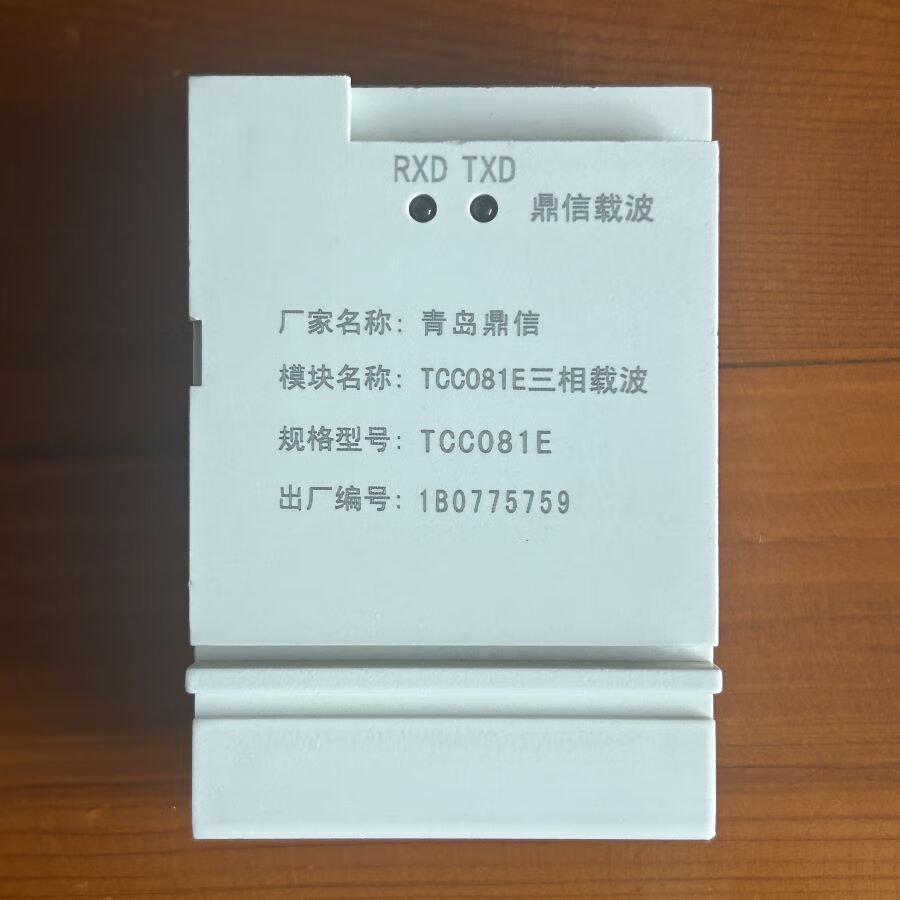 RXD TXD
鼎信载波
厂家名称: 青岛鼎信
模块名称: TCC081E三相载波
规格型号: TCC081E
出厂编号: 1B0775759